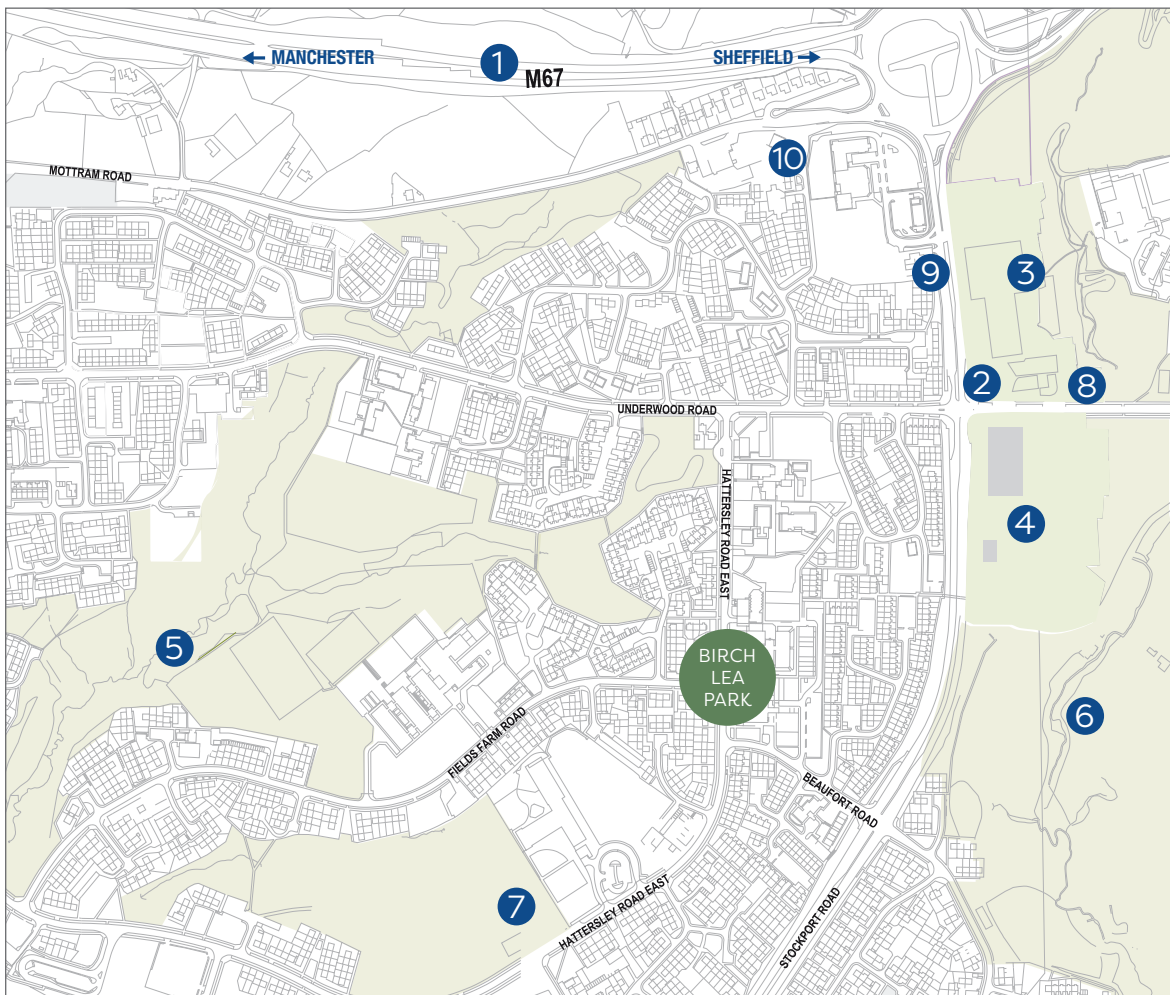 ← MANCHESTER
1
SHEFFIELD →
M67
10
MOTTRAM ROAD
9
3
2
8
UNDERWOOD ROAD
HATTERSLEY ROAD EAST
4
5
BIRCH
LEA
PARK
6
FIELDS FARM ROAD
BEAUFORT ROAD
7
HATTERSLEY ROAD EAST
STOCKPORT ROAD